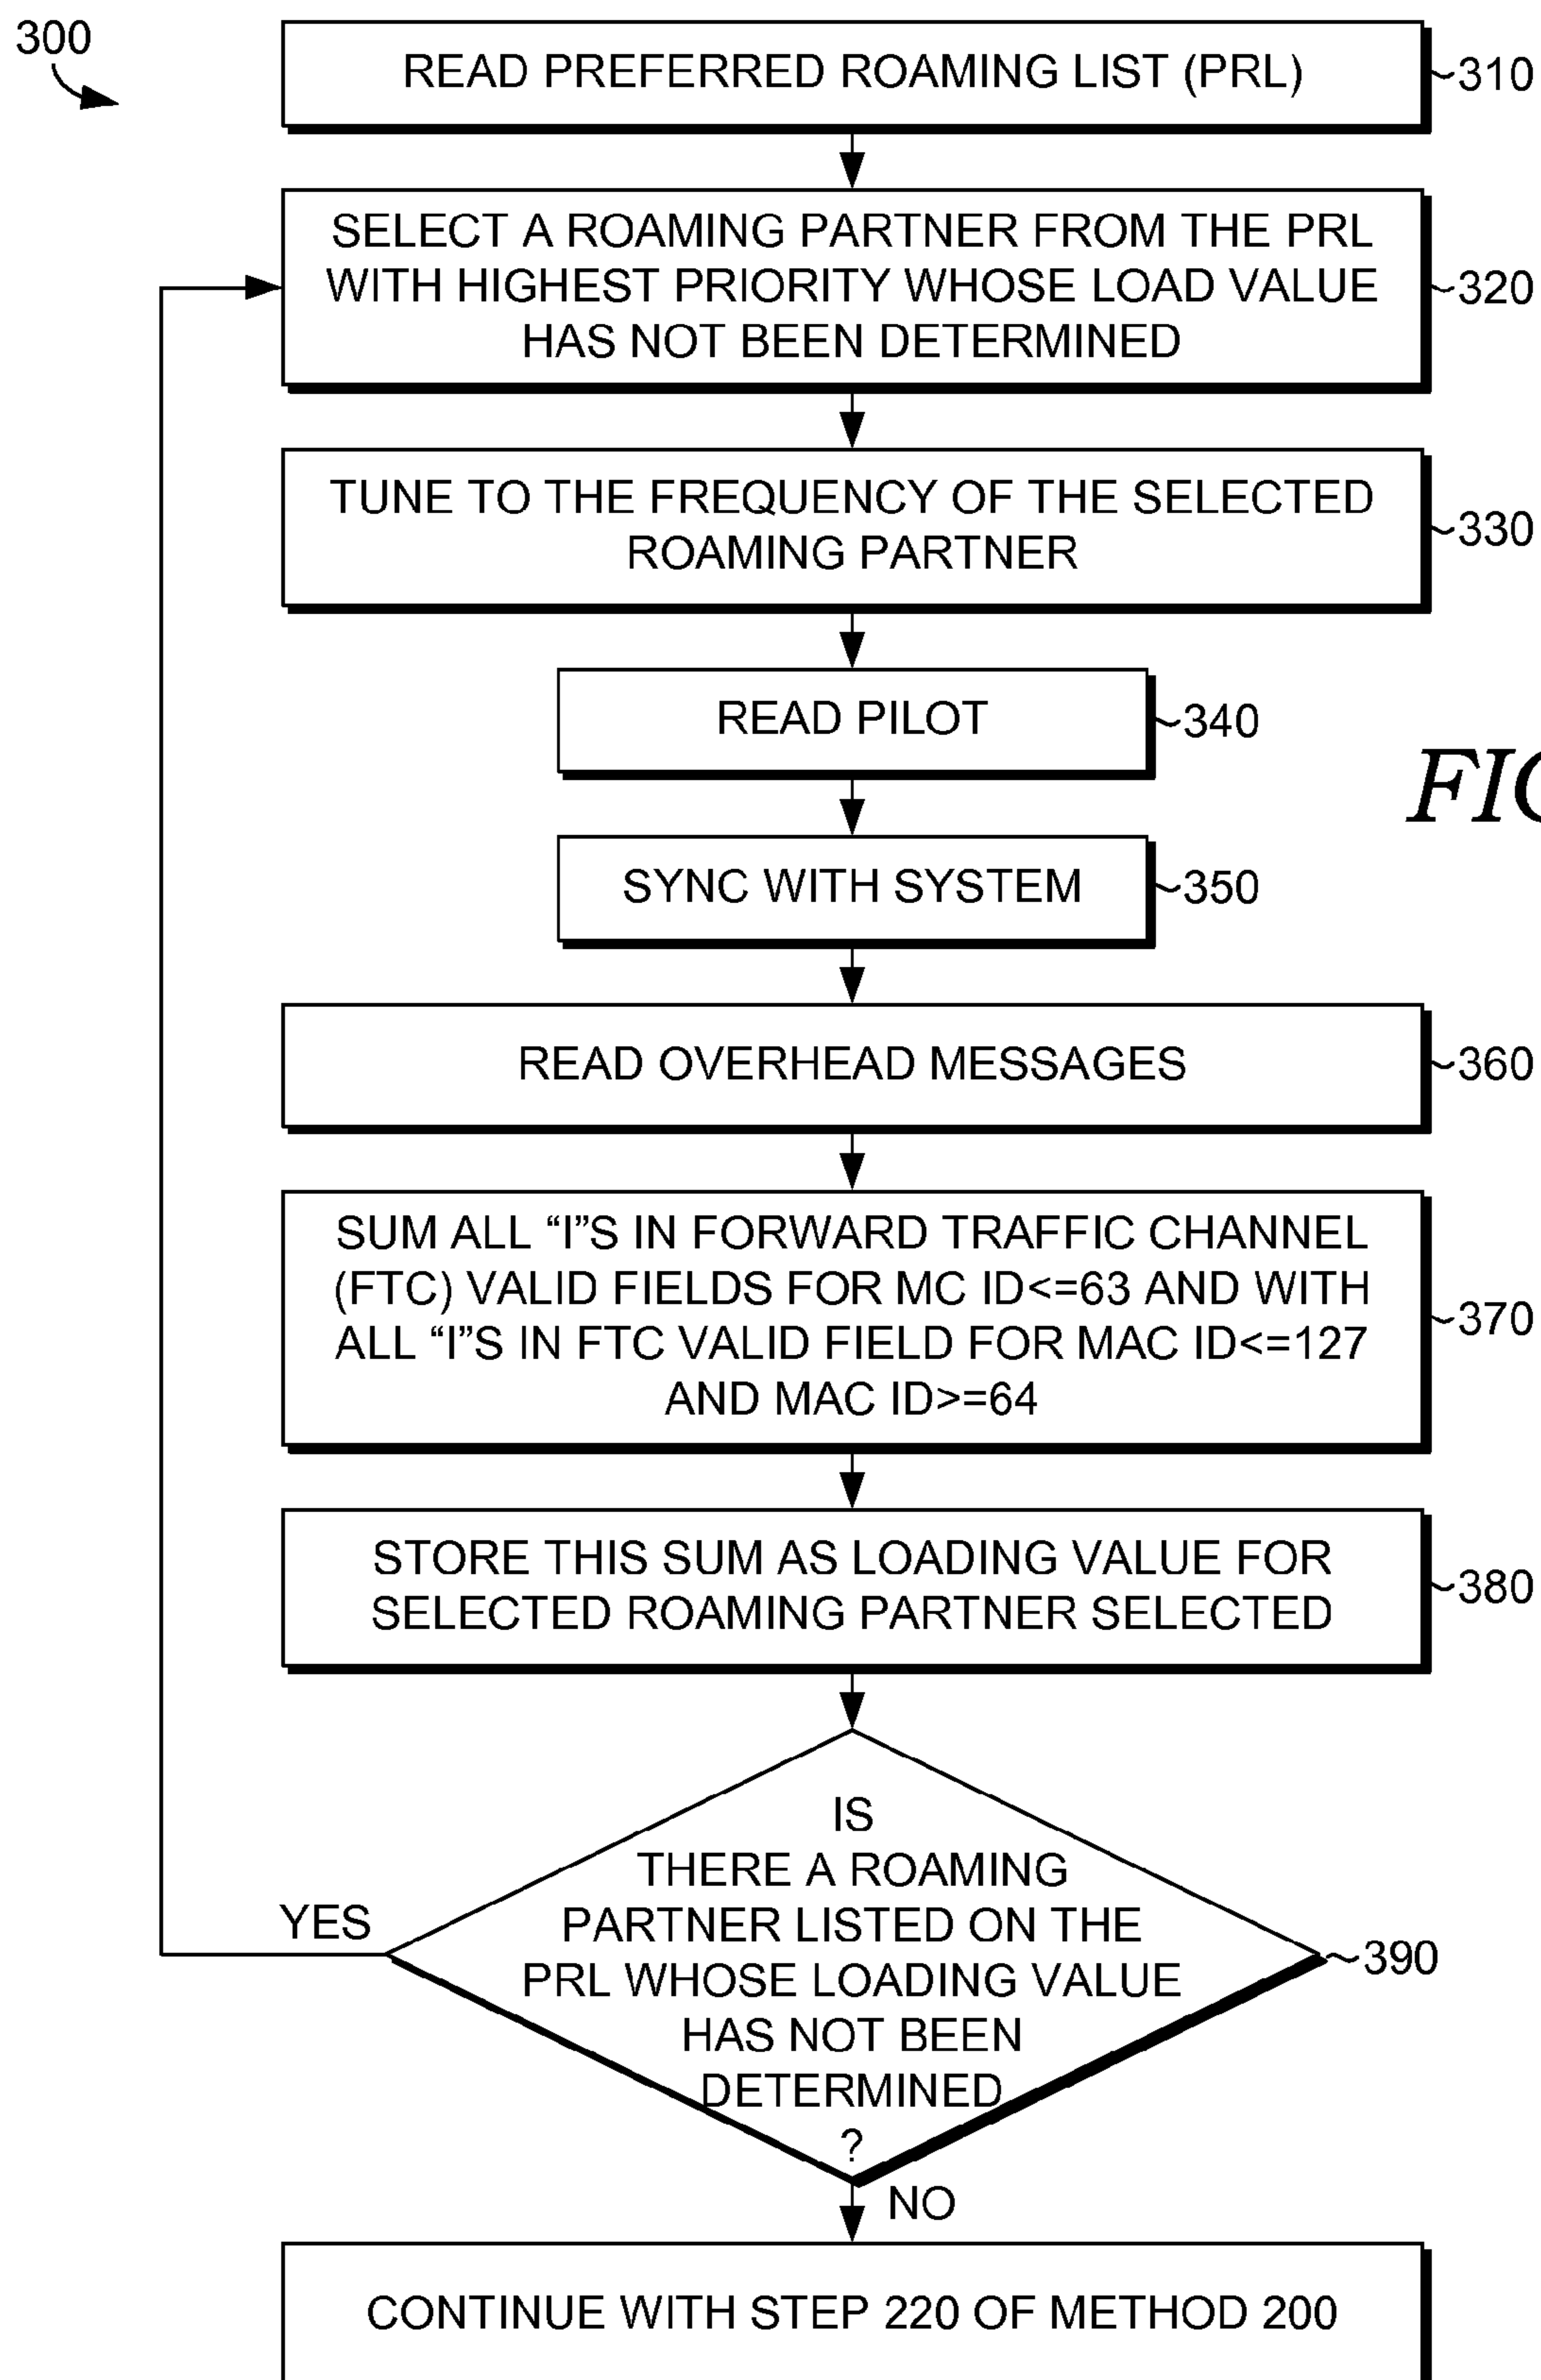 300
READ PREFERRED ROAMING LIST (PRL)
310
SELECT A ROAMING PARTNER FROM THE PRL
WITH HIGHEST PRIORITY WHOSE LOAD VALUE
HAS NOT BEEN DETERMINED
320
TUNE TO THE FREQUENCY OF THE SELECTED
ROAMING PARTNER
330
READ PILOT
340
SYNC WITH SYSTEM
350
READ OVERHEAD MESSAGES
360
SUM ALL “I”S IN FORWARD TRAFFIC CHANNEL
(FTC) VALID FIELDS FOR MC ID<=63 AND WITH
ALL “I”S IN FTC VALID FIELD FOR MAC ID<=127
AND MAC ID>=64
370
STORE THIS SUM AS LOADING VALUE FOR
SELECTED ROAMING PARTNER SELECTED
380
IS
THERE A ROAMING
PARTNER LISTED ON THE
PRL WHOSE LOADING VALUE
HAS NOT BEEN
DETERMINED
?
390
YES
NO
CONTINUE WITH STEP 220 OF METHOD 200